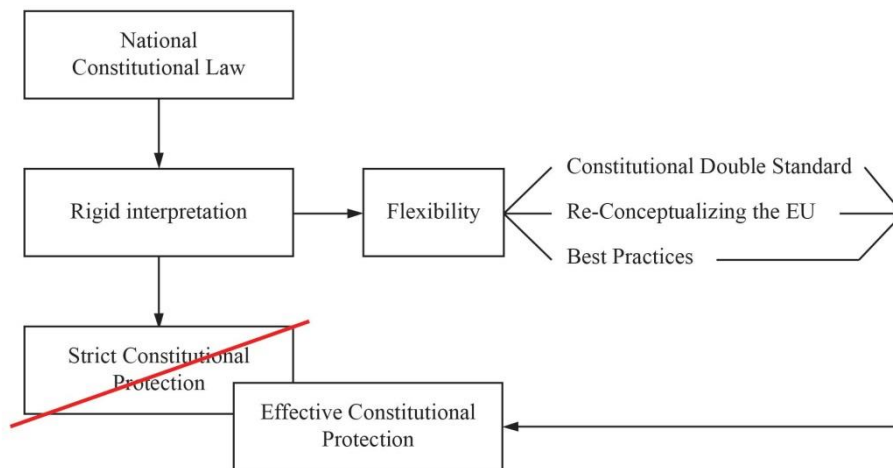 National
Constitutional Law
Rigid interpretation
Flexibility
Constitutional Double Standard
Re-Conceptualizing the EU
Best Practices
Strict Constitutional
Protection
Effective Constitutional
Protection